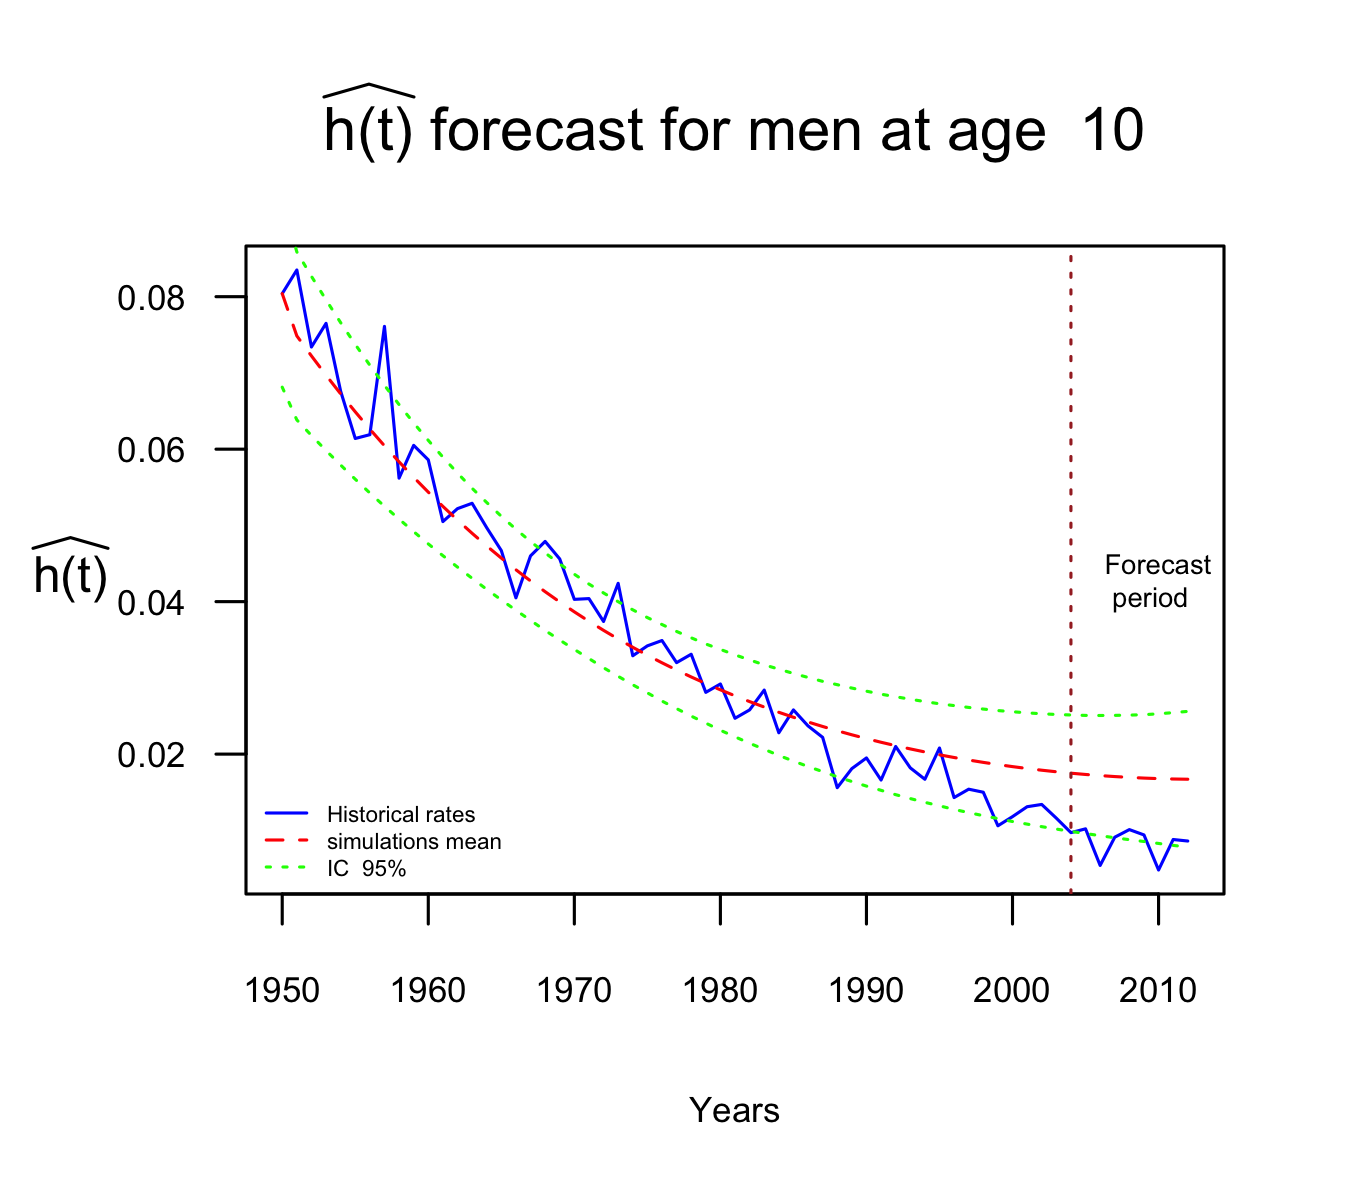 h(t) forecast for men at age 10
h(t)
0.08
0.06
0.04
0.02
Forecast
period
Historical rates
simulations mean
IC 95%
1950 1960 1970 1980 1990 2000 2010
Years